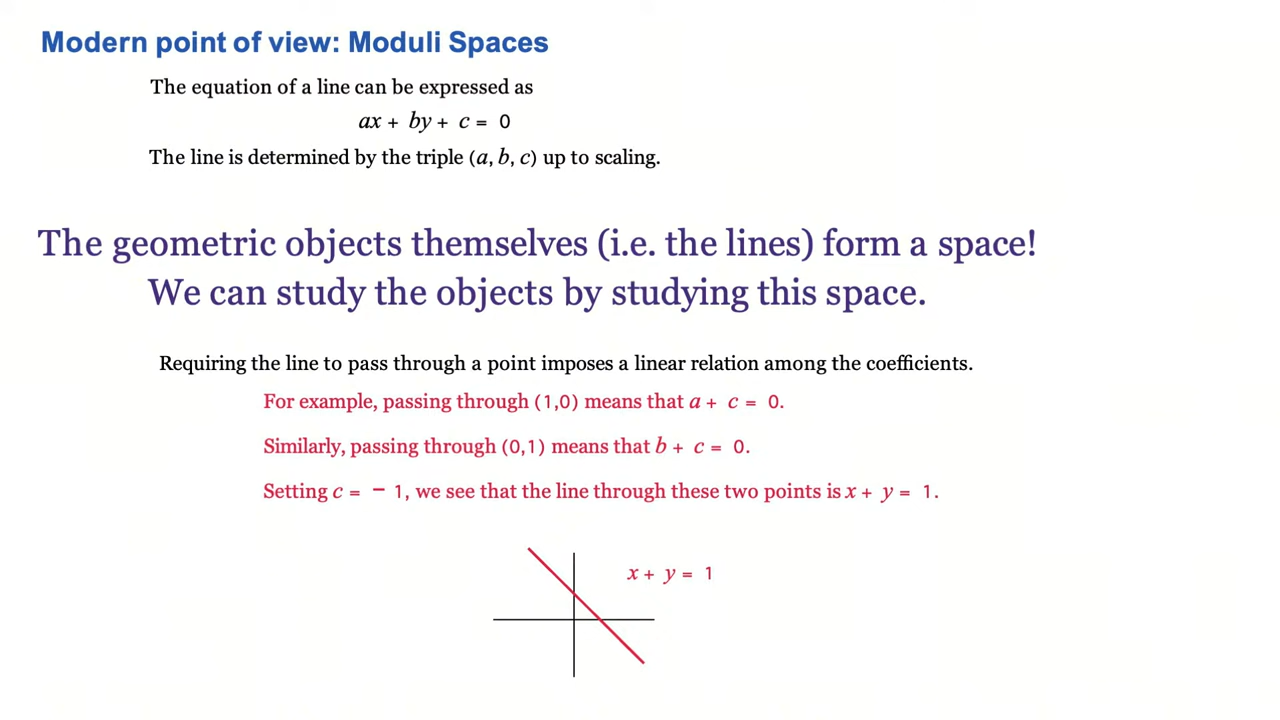 Modern point of view: Moduli Spaces
The equation of a line can be expressed as
ax + by + c = 0
The line is determined by the triple (a, b, c) up to scaling.
The geometric objects themselves (i.e. the lines) form a space!
We can study the objects by studying this space.
Requiring the line to pass through a point imposes a linear relation among the coefficients.
For example, passing through (1,0) means that a + c = 0.
Similarly, passing through (0,1) means that b + c = 0.
Setting c = − 1, we see that the line through these two points is x + y = 1.
x + y = 1